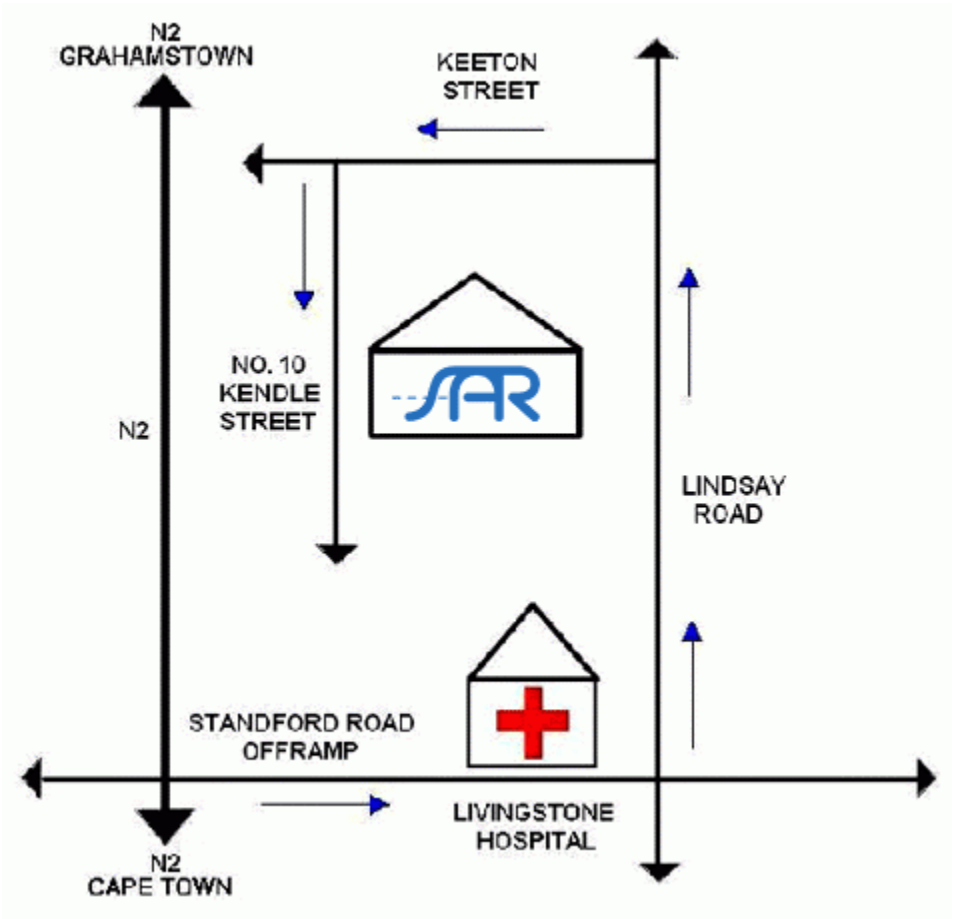 N2
GRAHAMSTOWN
KEETON
STREET
NO. 10
KENDLE
STREET
SAR
N2
LINDSAY
ROAD
STANDFORD ROAD
OFFRAMP
LIVINGSTONE
HOSPITAL
N2
CAPE TOWN